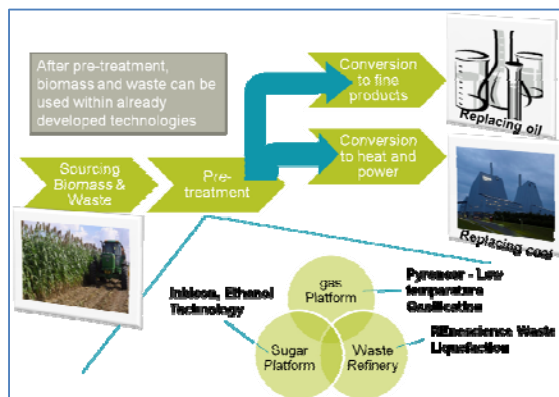 After pre-treatment,
biomass and waste can be
used within already
developed technologies
Conversion
to fine
products
Replacing oil
Sourcing
Biomass &
Waste
Pre-
treatment
Conversion
to heat and
power
Replacing coal
Inbicon, Ethanol
Technology
gas
Platform
Pyroneer - Low
temperature
Gasification
Sugar
Platform
Waste
Refinery
REnescience Waste
Liquefaction